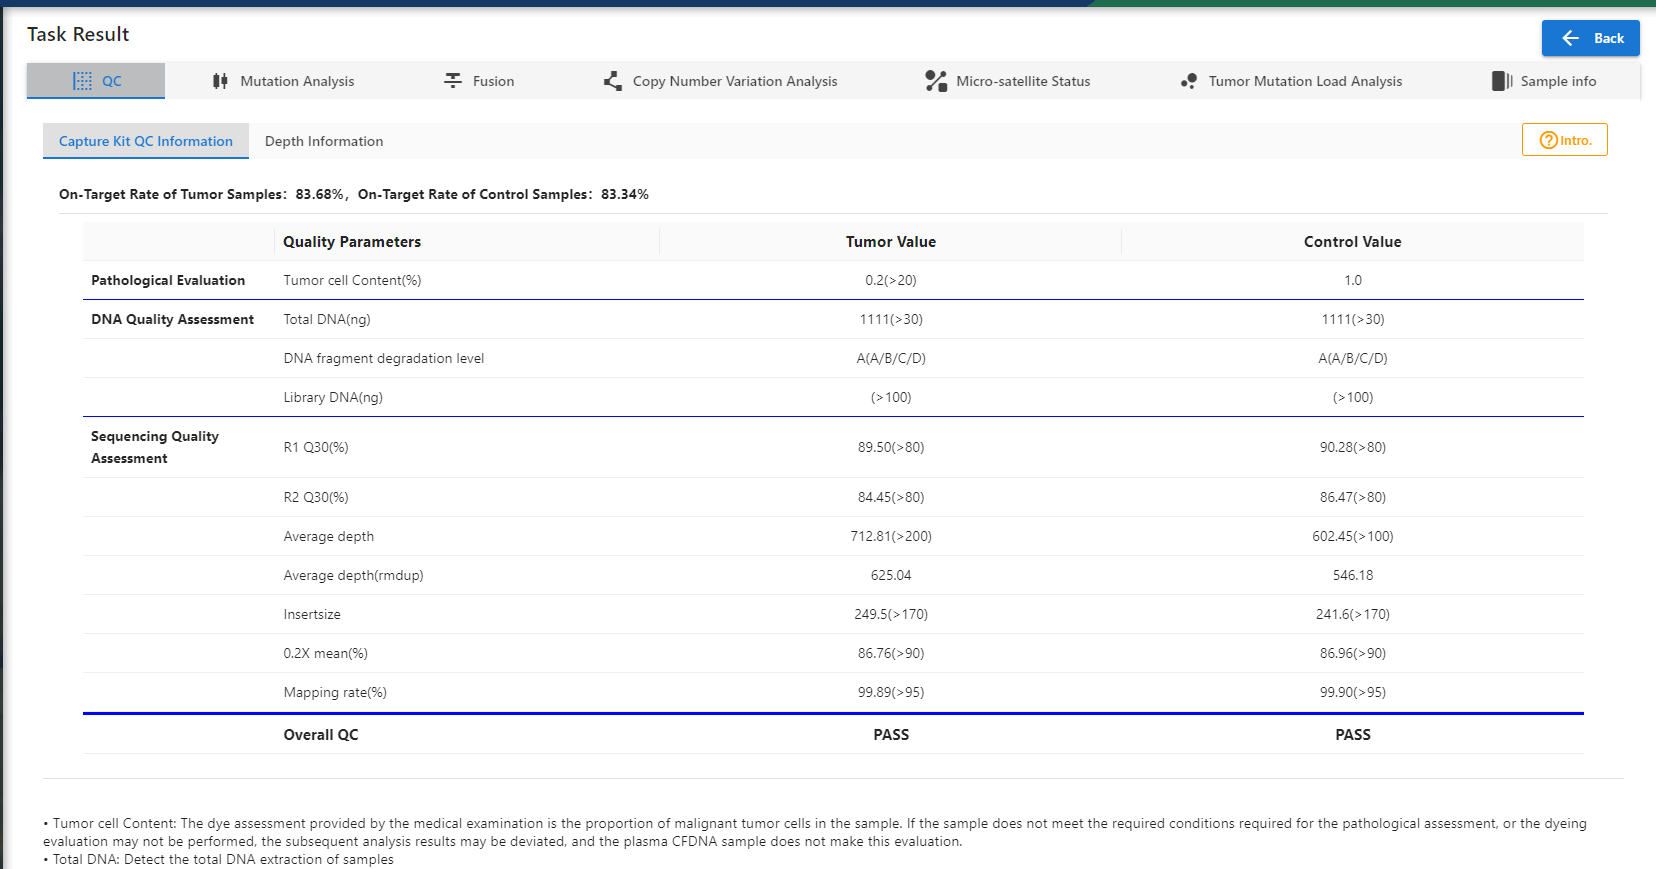 Task Result
Back
QC Mutation Analysis Fusion Copy Number Variation Analysis Micro-satellite Status Tumor Mutation Load Analysis Sample info
Capture Kit QC Information Depth Information
Intro.
On-Target Rate of Tumor Samples: 83.68%, On-Target Rate of Control Samples: 83.34%
Quality Parameters Tumor Value Control Value
Pathological Evaluation Tumor cell Content(%) 0.2(>20) 1.0
DNA Quality Assessment Total DNA(ng) 1111(>30) 1111(>30)
DNA fragment degradation level A(A/B/C/D) A(A/B/C/D)
Library DNA(ng) (>100) (>100)
Sequencing Quality
Assessment
R1 Q30(%) 89.50(>80) 90.28(>80)
R2 Q30(%) 84.45(>80) 86.47(>80)
Average depth 712.81(>200) 602.45(>100)
Average depth(rmdup) 625.04 546.18
Insertsize 249.5(>170) 241.6(>170)
0.2X mean(%) 86.76(>90) 86.96(>90)
Mapping rate(%) 99.89(>95) 99.90(>95)
Overall QC PASS PASS
• Tumor cell Content: The dye assessment provided by the medical examination is the proportion of malignant tumor cells in the sample. If the sample does not meet the required conditions required for the pathological assessment, or the dyeing
evaluation may not be performed, the subsequent analysis results may be deviated, and the plasma CFDNA sample does not make this evaluation.
• Total DNA: Detect the total DNA extraction of samples